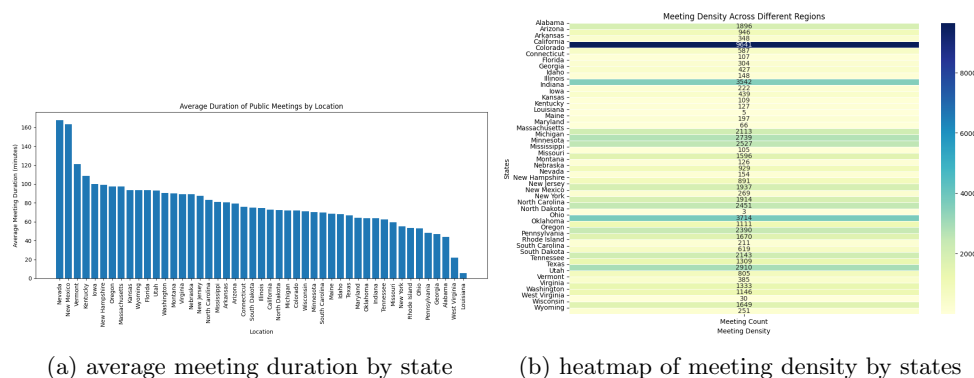 Average Duration of Public Meetings by Location
Average Meeting Duration (minutes)
160
140
120
100
80
60
40
20
0
Nevada
New Mexico
Vermont
Kentucky
Iowa
New Hampshire
Oregon
Massachusetts
Kansas
Wyoming
Florida
Utah
Washington
Montana
Virginia
Nebraska
New Jersey
North Carolina
Mississippi
Arkansas
Arizona
Connecticut
South Dakota
Illinois
California
North Dakota
Michigan
Colorado
Wisconsin
Minnesota
South Carolina
Maine
Idaho
Texas
Maryland
Oklahoma
Indiana
Tennessee
Missouri
New York
Rhode Island
Ohio
Pennsylvania
Georgia
Alabama
West Virginia
Louisiana
Location
(a) average meeting duration by state
Meeting Density Across Different Regions
States
Alabama
Arizona
Arkansas
California
Colorado
Connecticut
Florida
Georgia
Idaho
Illinois
Indiana
Iowa
Kansas
Kentucky
Louisiana
Maine
Maryland
Massachusetts
Michigan
Minnesota
Mississippi
Missouri
Montana
Nebraska
Nevada
New Hampshire
New Jersey
New Mexico
New York
North Carolina
North Dakota
Ohio
Oklahoma
Oregon
Pennsylvania
Rhode Island
South Carolina
South Dakota
Tennessee
Texas
Utah
Vermont
Virginia
Washington
West Virginia
Wisconsin
Wyoming
1896
946
348
9641
587
107
304
427
148
3542
222
439
109
127
5
197
66
2113
2739
2527
105
1596
126
929
154
891
1937
269
1914
2451
3
3714
1111
2390
1670
211
619
2143
1309
2910
805
385
1333
1146
30
1649
251
Meeting Count
Meeting Density
8000
6000
4000
2000
(b) heatmap of meeting density by states